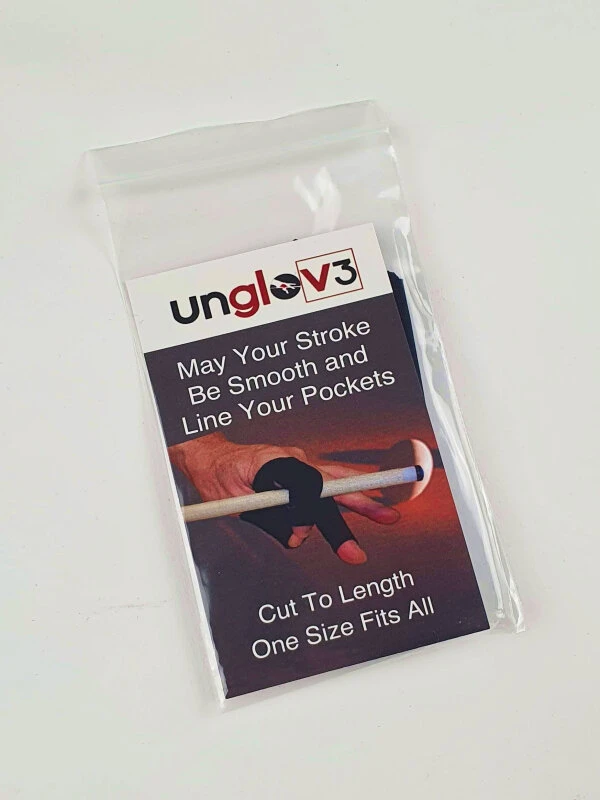 unglov3
May Your Stroke
Be Smooth and
Line Your Pockets
Cut To Length
One Size Fits All